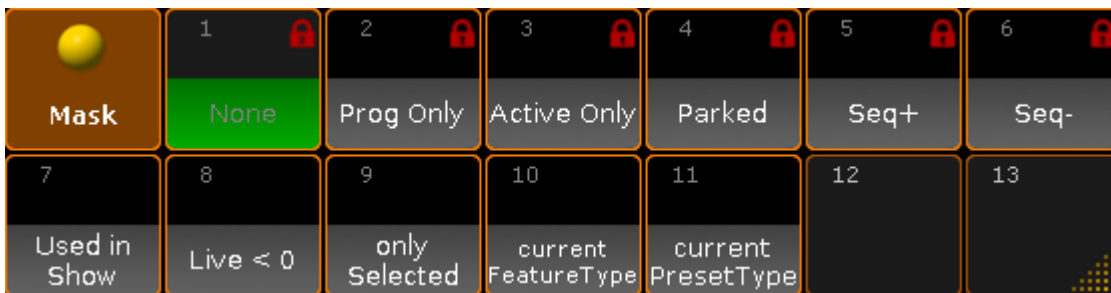 1 2 3 4 5 6
Mask None Prog Only Active Only Parked Seq+ Seq-
7 8 9 10 11 12 13
Used in Show Live < 0 only Selected current FeatureType current PresetType